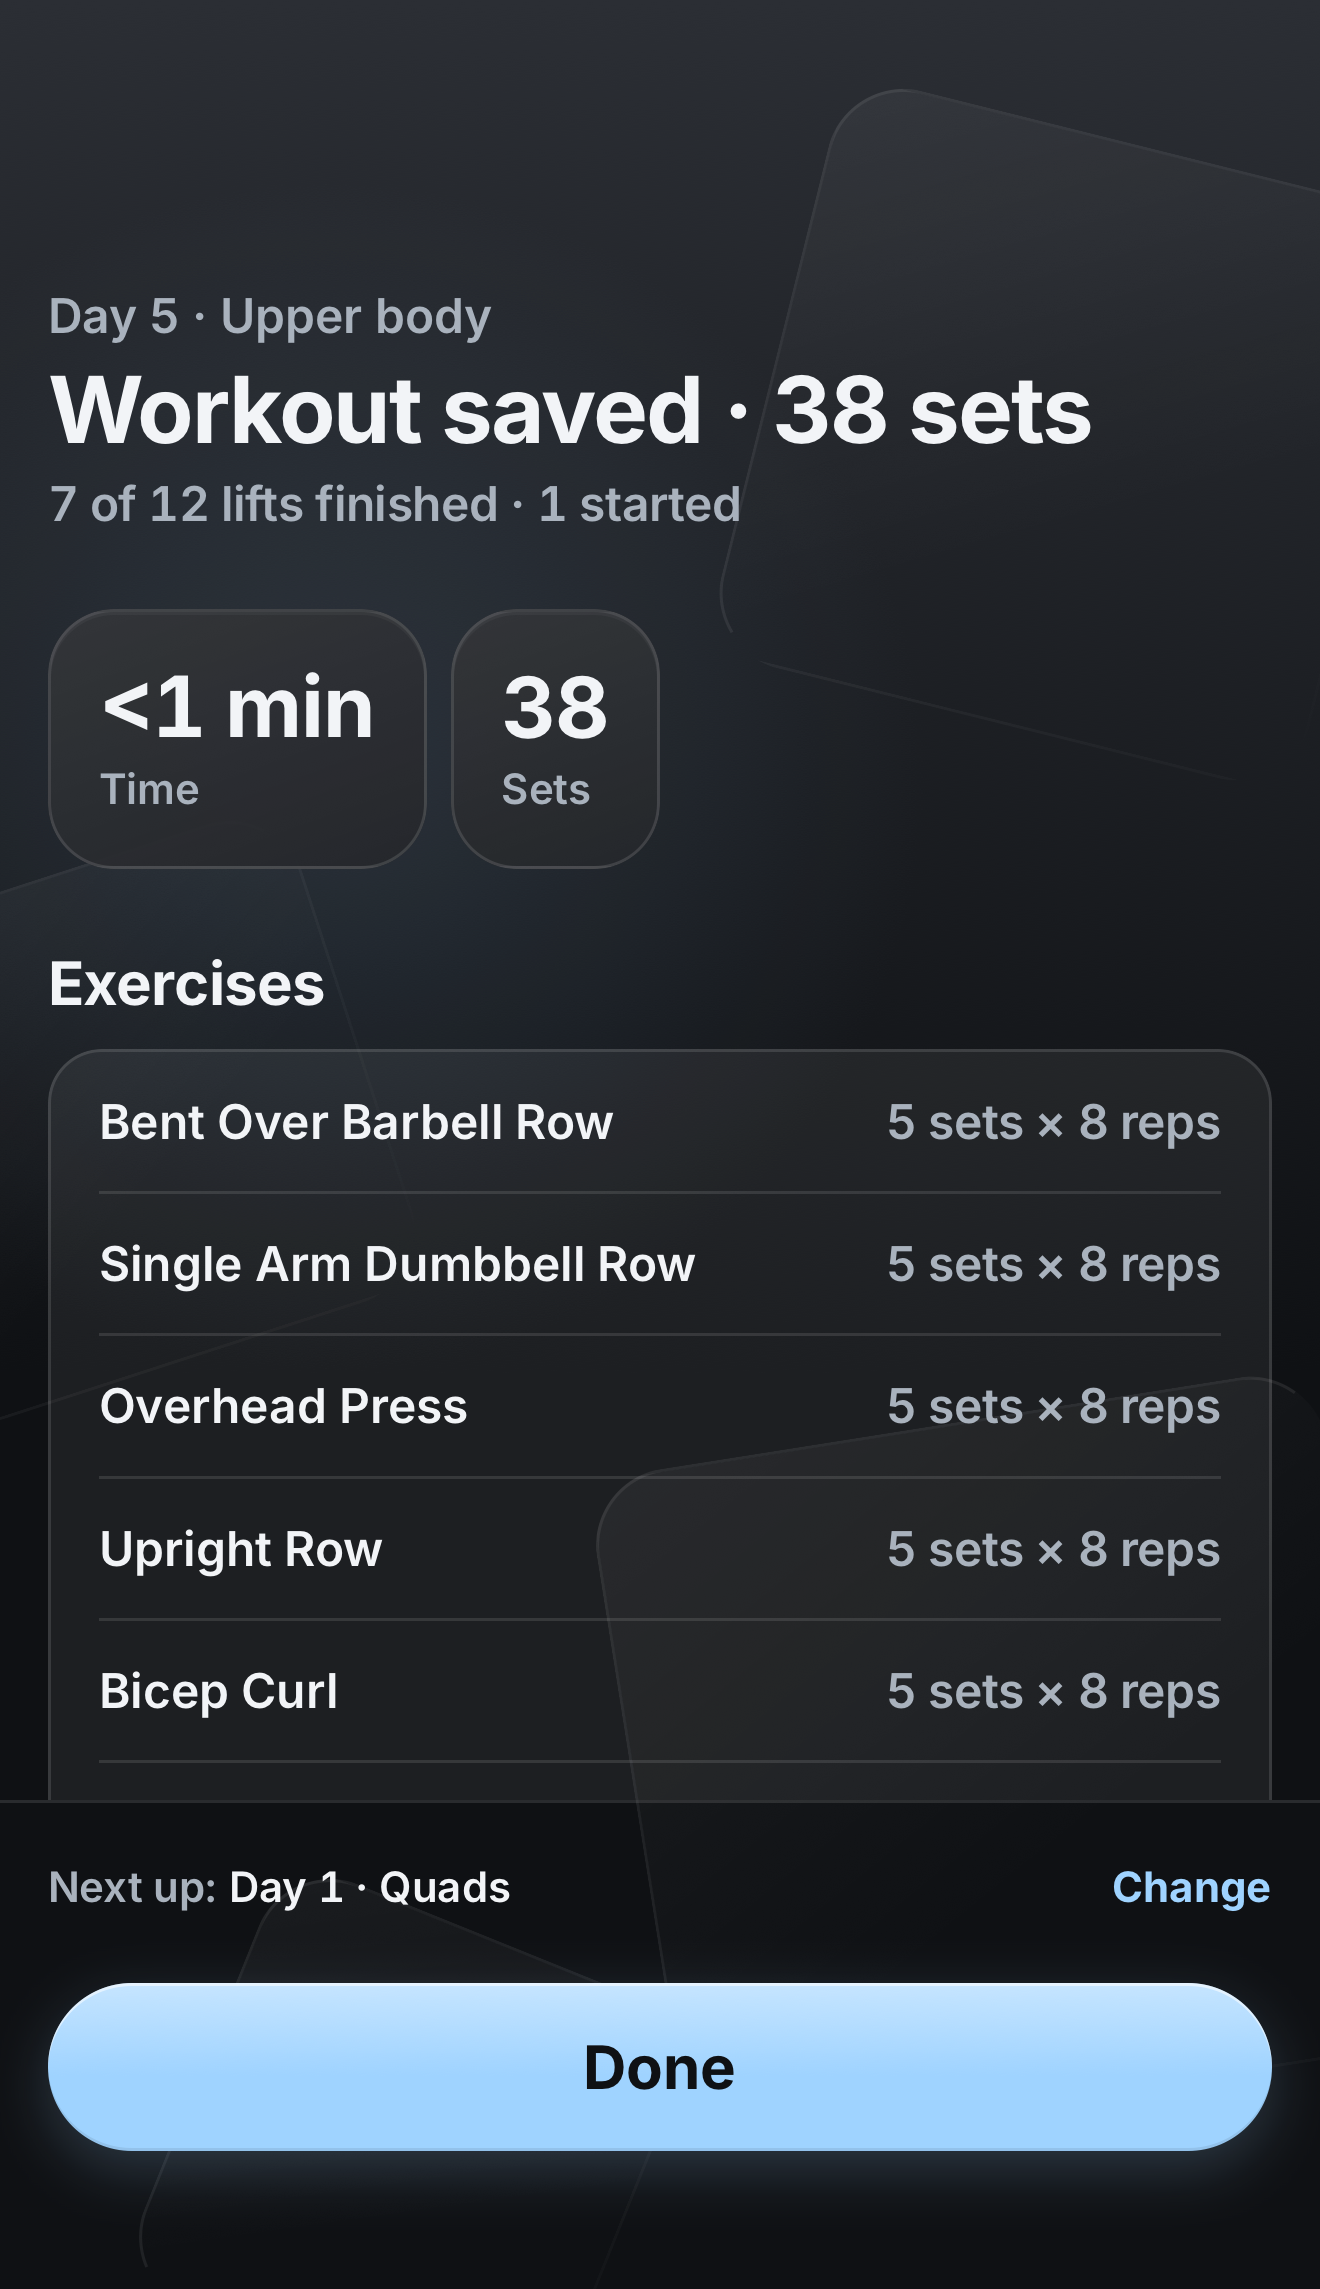 Day 5 · Upper body
Workout saved · 38 sets
7 of 12 lifts finished · 1 started
<1 min
Time
38
Sets
Exercises
Bent Over Barbell Row 5 sets × 8 reps
Single Arm Dumbbell Row 5 sets × 8 reps
Overhead Press 5 sets × 8 reps
Upright Row 5 sets × 8 reps
Bicep Curl 5 sets × 8 reps
Next up: Day 1 · Quads Change
Done